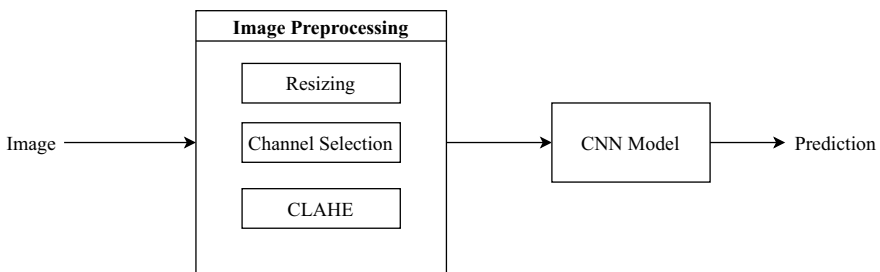 Image Preprocessing
Resizing
Channel Selection
CLAHE
Image
CNN Model
Prediction